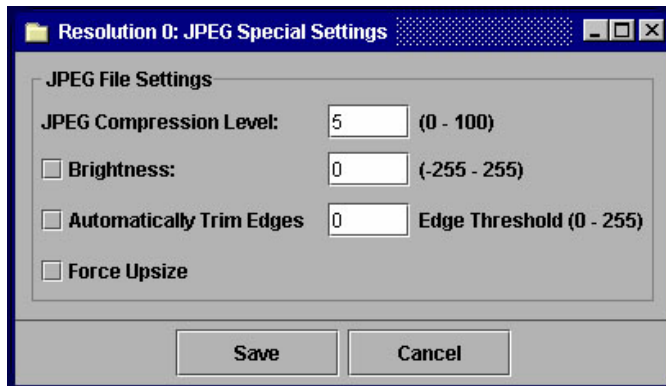 Resolution 0: JPEG Special Settings
JPEG File Settings
JPEG Compression Level: 5 (0 - 100)
Brightness: 0 (-255 - 255)
Automatically Trim Edges 0 Edge Threshold (0 - 255)
Force Upsize
Save Cancel